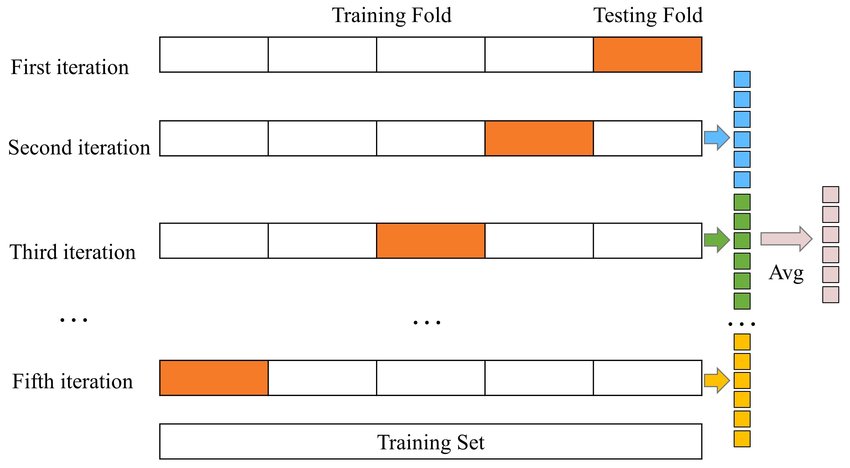 Training Fold
Testing Fold
First iteration
Second iteration
Third iteration
Avg
... ...
...
Fifth iteration
Training Set